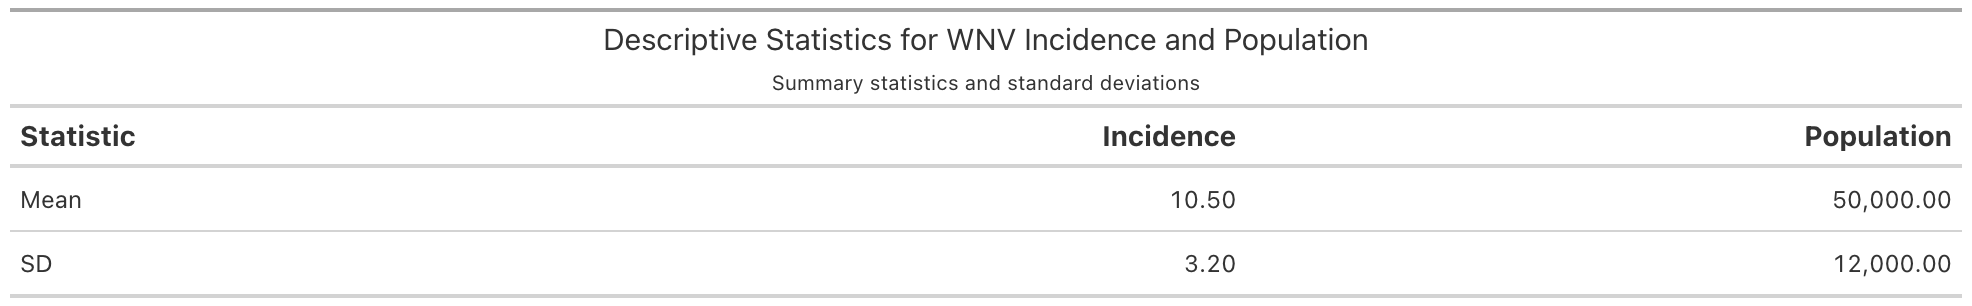 Descriptive Statistics for WNV Incidence and Population
Summary statistics and standard deviations
Statistic Incidence Population
Mean 10.50 50,000.00
SD 3.20 12,000.00